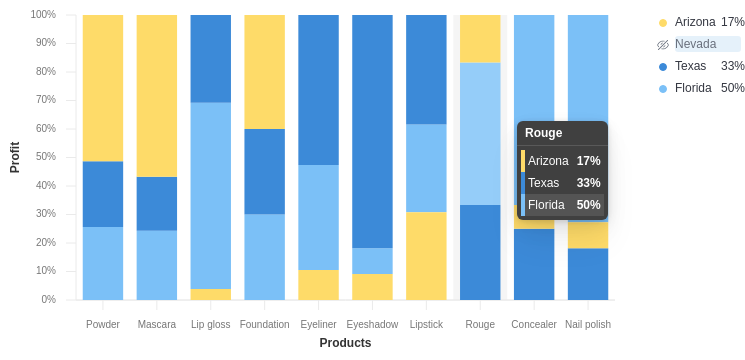 100%
90%
80%
70%
60%
50%
40%
30%
20%
10%
0%
Profit
Powder Mascara Lip gloss Foundation Eyeliner Eyeshadow Lipstick Rouge Concealer Nail polish
Products
Rouge
Arizona 17%
Texas 33%
Florida 50%
Arizona 17%
Nevada
Texas 33%
Florida 50%